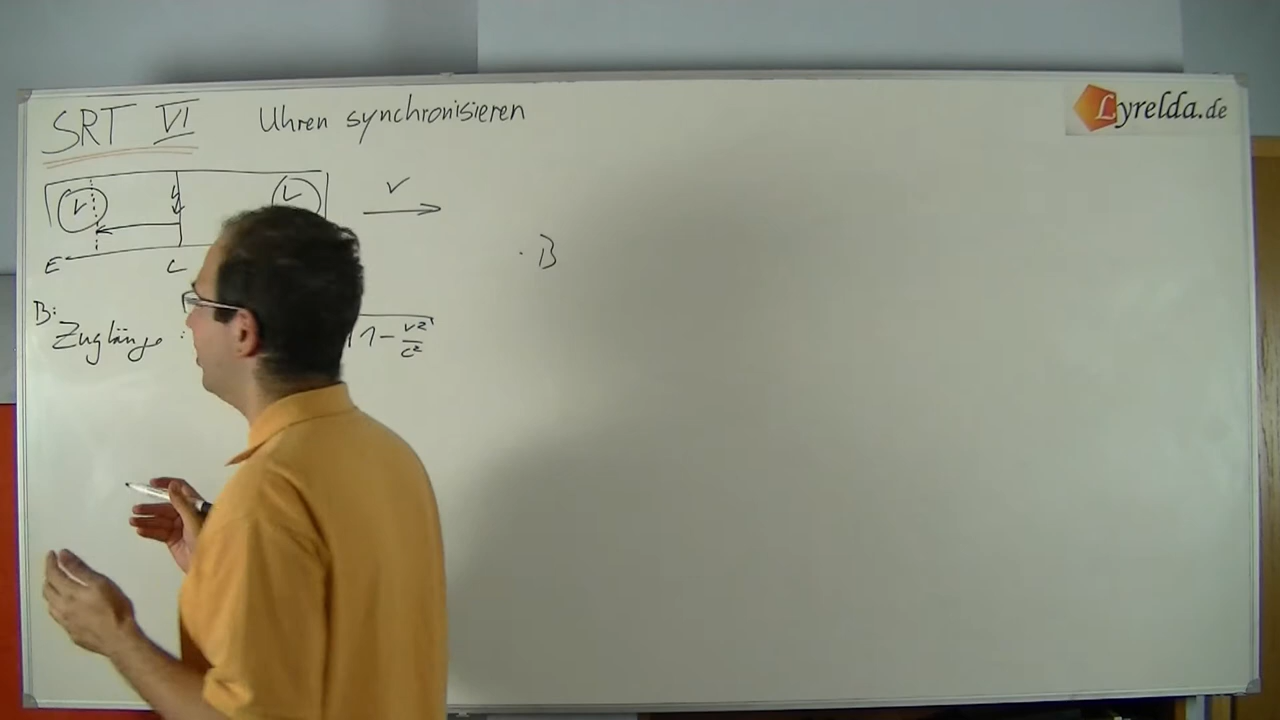 SRT VI Uhren synchronisieren
Lyrelda.de
v
B
E L
B:
Zuglänge :
√1 - v²/c²